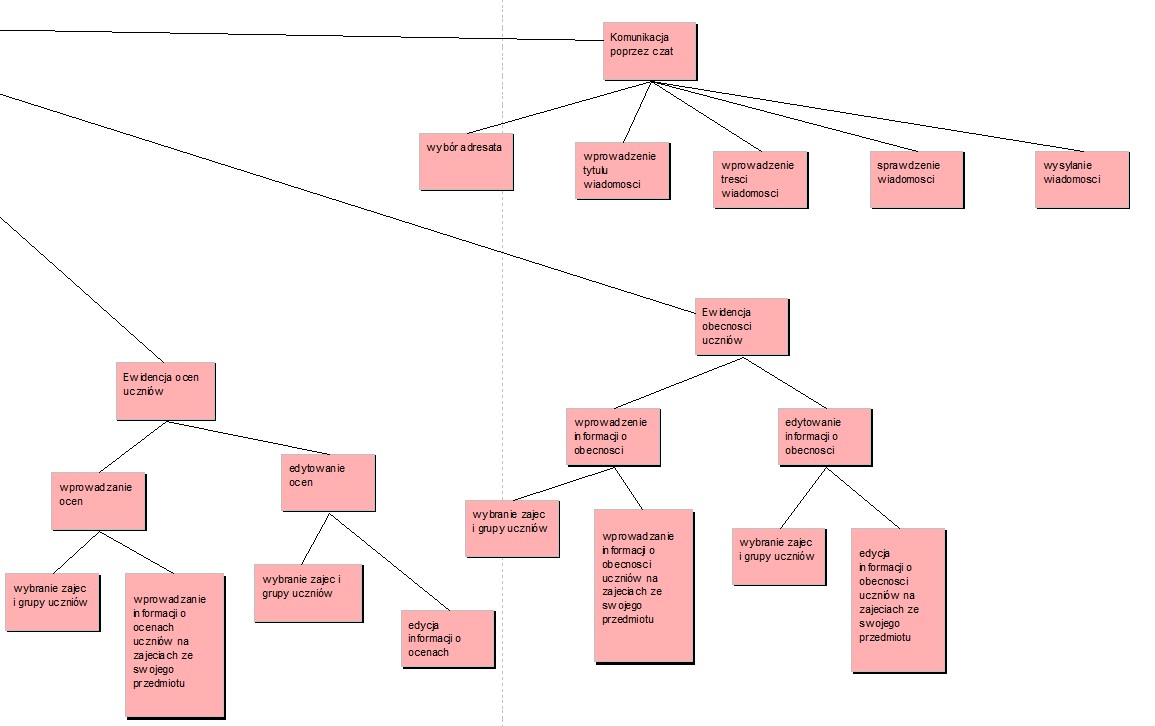 Komunikacja
poprzez czat
wybór adresata
wprowadzenie
tytulu
wiadomosci
wprowadzenie
tresci
wiadomosci
sprawdzenie
wiadomosci
wysylanie
wiadomosci
Ewidencja
obecnosci
uczniów
Ewidencja ocen
uczniów
wprowadzenie
informacji o
obecnosci
edytowanie
informacji o
obecnosci
wprowadzanie
ocen
edytowanie
ocen
wybranie zajec
i grupy uczniów
wprowadzanie
informacji o
obecnosci
uczniów na
zajeciach ze
swojego
przedmiotu
wybranie zajec
i grupy uczniów
edycja
informacji o
obecnosci
uczniów na
zajeciach ze
swojego
przedmiotu
wybranie zajec
i grupy uczniów
wprowadzanie
informacji o
ocenach
uczniów na
zajeciach ze
swojego
przedmiotu
wybranie zajec i
grupy uczniów
edycja
informacji o
ocenach